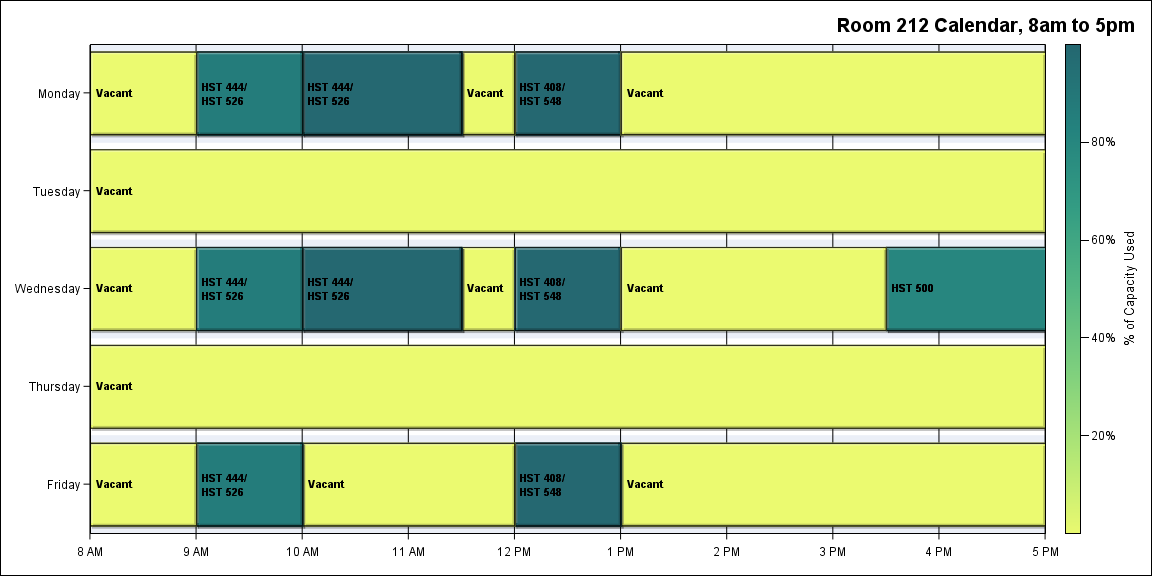 Room 212 Calendar, 8am to 5pm
Monday
Vacant
HST 444/
HST 526
HST 444/
HST 526
Vacant
HST 408/
HST 548
Vacant
Tuesday
Vacant
Wednesday
Vacant
HST 444/
HST 526
HST 444/
HST 526
Vacant
HST 408/
HST 548
Vacant
HST 500
Thursday
Vacant
Friday
Vacant
HST 444/
HST 526
Vacant
HST 408/
HST 548
Vacant
8 AM
9 AM
10 AM
11 AM
12 PM
1 PM
2 PM
3 PM
4 PM
5 PM
80%
60%
40%
20%
% of Capacity Used